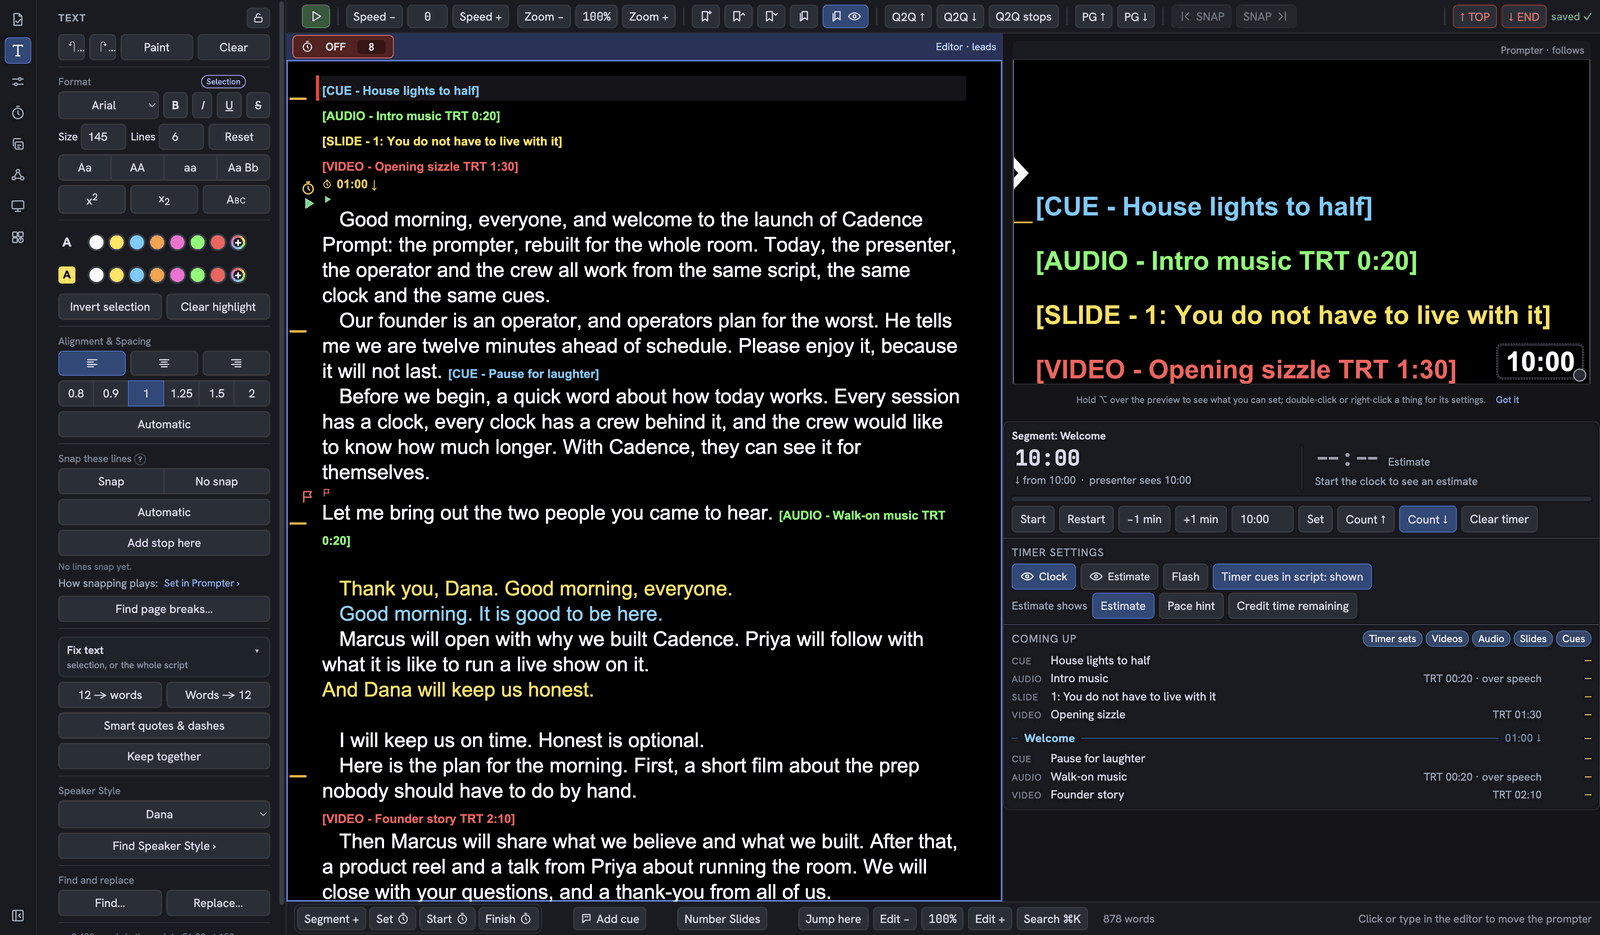 TEXT
Paint
Clear
Format
Selection
Arial
B
I
U
S
Size
145
Lines
6
Reset
Aa
AA
aa
Aa Bb
x²
x₂
ABC
A
A
Invert selection
Clear highlight
Alignment & Spacing
0.8
0.9
1
1.25
1.5
2
Automatic
Snap these lines ?
Snap
No snap
Automatic
Add stop here
No lines snap yet.
How snapping plays: Set in Prompter ›
Find page breaks...
Fix text
selection, or the whole script
12 → words
Words → 12
Smart quotes & dashes
Keep together
Speaker Style
Dana
Find Speaker Style ›
Find and replace
Find...
Replace...
Speed –
0
Speed +
Zoom –
100%
Zoom +
Q2Q ↑
Q2Q ↓
Q2Q stops
PG ↑
PG ↓
SNAP
SNAP
↑ TOP
↓ END
saved ✓
OFF
8
Editor · leads
[CUE - House lights to half]
[AUDIO - Intro music TRT 0:20]
[SLIDE - 1: You do not have to live with it]
[VIDEO - Opening sizzle TRT 1:30]
01:00 ↓
Good morning, everyone, and welcome to the launch of Cadence
Prompt: the prompter, rebuilt for the whole room. Today, the presenter,
the operator and the crew all work from the same script, the same
clock and the same cues.
Our founder is an operator, and operators plan for the worst. He tells
me we are twelve minutes ahead of schedule. Please enjoy it, because
it will not last. [CUE - Pause for laughter]
Before we begin, a quick word about how today works. Every session
has a clock, every clock has a crew behind it, and the crew would like
to know how much longer. With Cadence, they can see it for
themselves.
Let me bring out the two people you came to hear. [AUDIO - Walk-on music TRT
0:20]
Thank you, Dana. Good morning, everyone.
Good morning. It is good to be here.
Marcus will open with why we built Cadence. Priya will follow with
what it is like to run a live show on it.
And Dana will keep us honest.
I will keep us on time. Honest is optional.
Here is the plan for the morning. First, a short film about the prep
nobody should have to do by hand.
[VIDEO - Founder story TRT 2:10]
Then Marcus will share what we believe and what we built. After that,
a product reel and a talk from Priya about running the room. We will
close with your questions, and a thank-you from all of us.
Segment +
Set
Start
Finish
Add cue
Number Slides
Jump here
Edit –
100%
Edit +
Search ⌘K
878 words
Click or type in the editor to move the prompter
Prompter · follows
[CUE - House lights to half]
[AUDIO - Intro music TRT 0:20]
[SLIDE - 1: You do not have to live with it]
[VIDEO - Opening sizzle TRT 1:30]
10:00
Hold ⌥ over the preview to see what you can set; double-click or right-click a thing for its settings. Got it
Segment: Welcome
10:00
↓ from 10:00 · presenter sees 10:00
––:–– Estimate
Start the clock to see an estimate
Start
Restart
–1 min
+1 min
10:00
Set
Count ↑
Count ↓
Clear timer
TIMER SETTINGS
Clock
Estimate
Flash
Timer cues in script: shown
Estimate shows
Estimate
Pace hint
Credit time remaining
COMING UP
Timer sets
Videos
Audio
Slides
Cues
CUE House lights to half –
AUDIO Intro music TRT 00:20 · over speech –
SLIDE 1: You do not have to live with it –
VIDEO Opening sizzle TRT 01:30 –
– Welcome 01:00 ↓ –
CUE Pause for laughter –
AUDIO Walk-on music TRT 00:20 · over speech –
VIDEO Founder story TRT 02:10 –